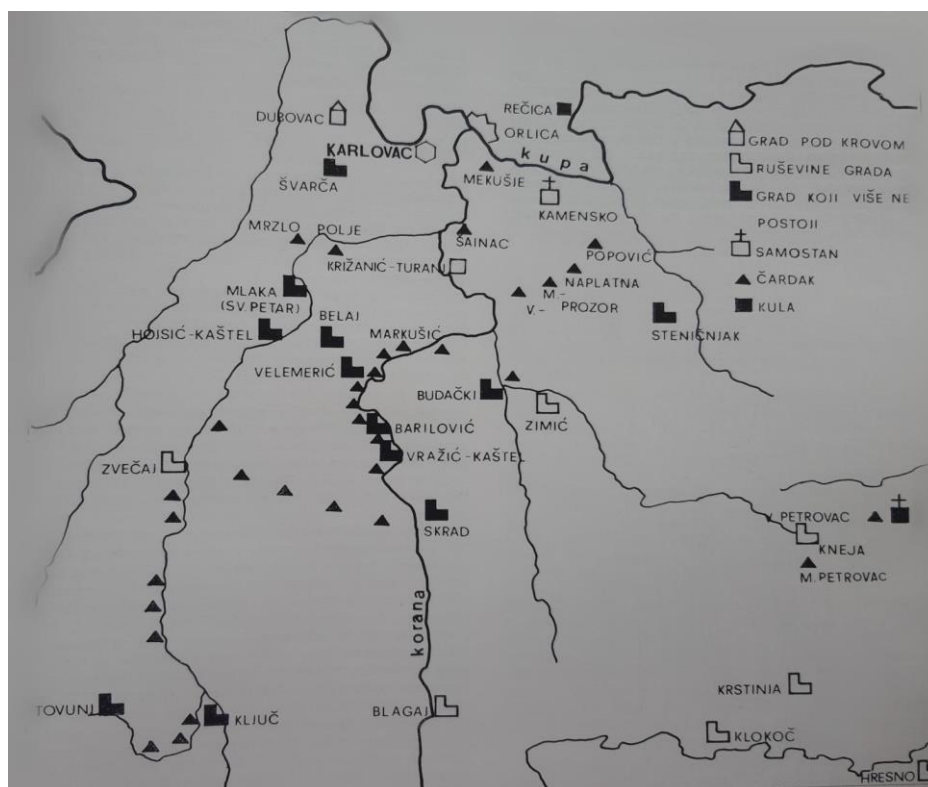 DUBOVAC
REČICA
ORLICA
KARLOVAC
kupa
ŠVARČA
MEKUŠJE
KAMENSKO
MRZLO POLJE
ŠAINAC
POPOVIĆ
KRIŽANIĆ-TURANJ
NAPLATNA
MLAKA
(SV. PETAR)
M.-
V.- PROZOR
BELAJ
STENIČNJAK
HOJSIĆ-KAŠTEL
MARKUŠIĆ
VELEMERIĆ
BUDAČKI
ZIMIĆ
BARILOVIĆ
VRAŽIĆ-KAŠTEL
ZVEČAJ
SKRAD
V. PETROVAC
KNEJA
M. PETROVAC
korana
KRSTINJA
TOVUNJ
KLJUČ
BLAGAJ
KLOKOČ
HRESNO
GRAD POD KROVOM
RUŠEVINE GRADA
GRAD KOJI VIŠE NE
POSTOJI
SAMOSTAN
ČARDAK
KULA